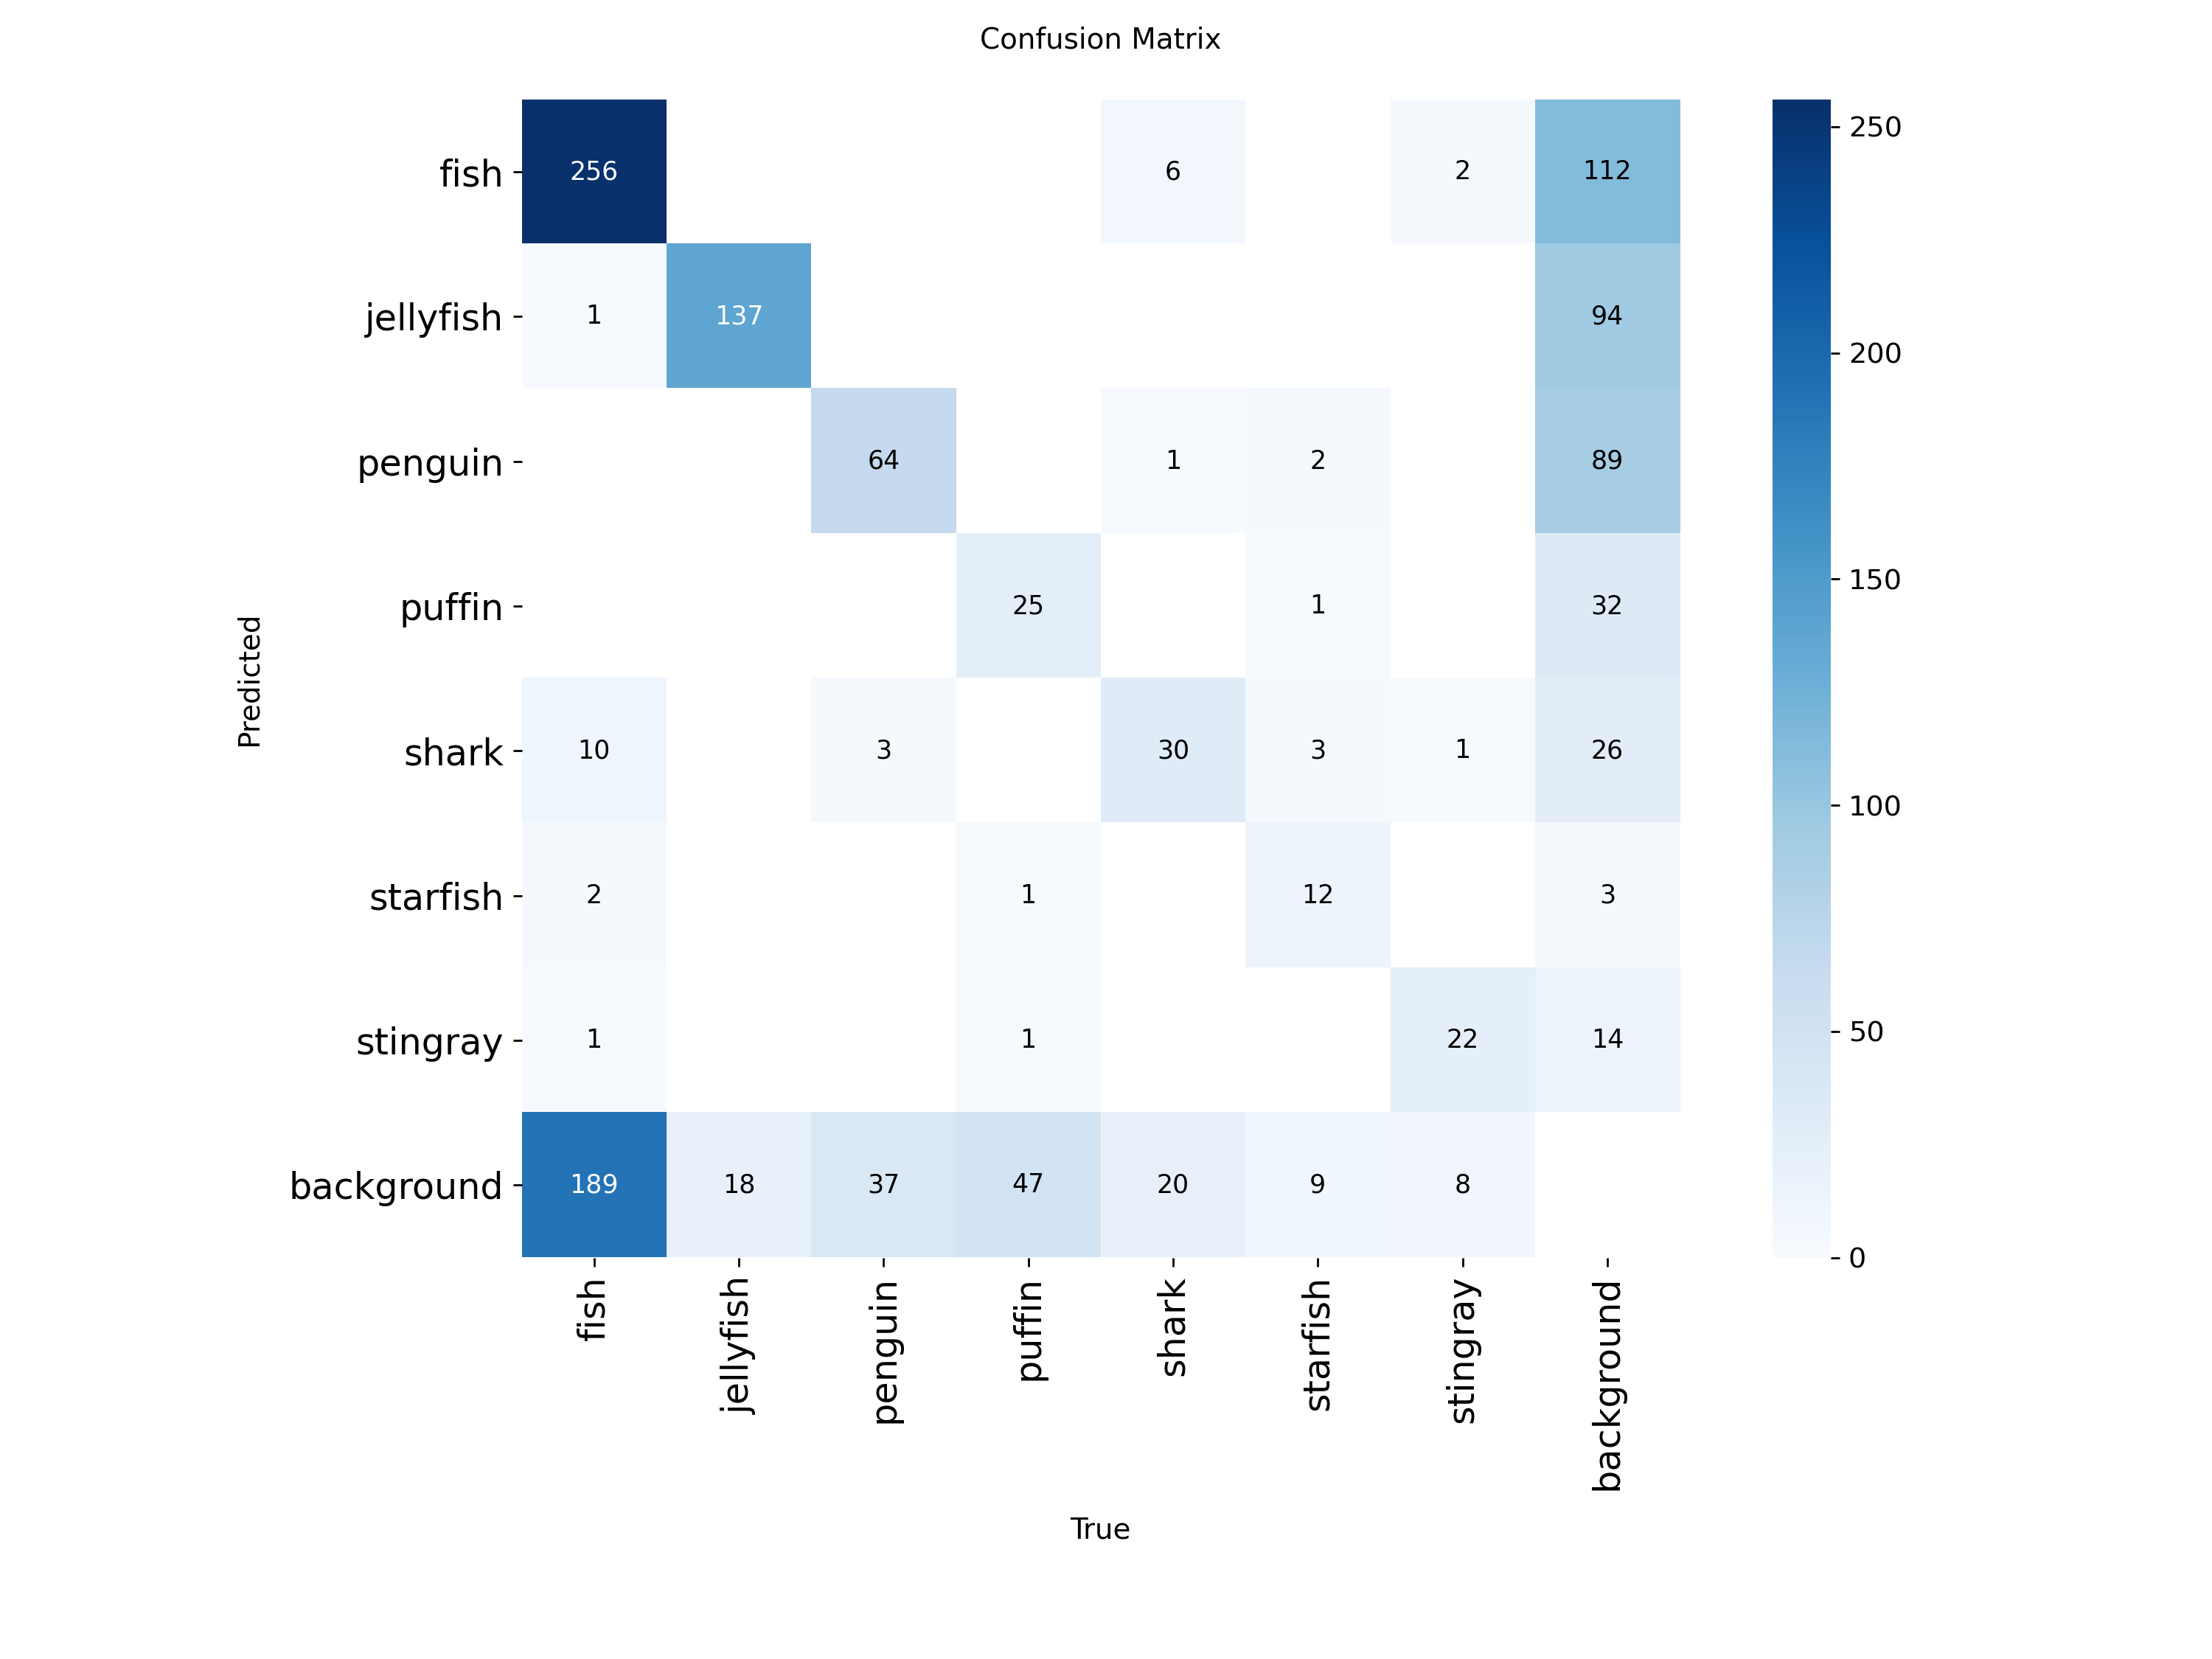 Confusion Matrix
fish 256 6 2 112
jellyfish 1 137 94
penguin 64 1 2 89
puffin 25 1 32
shark 10 3 30 3 1 26
starfish 2 1 12 3
stingray 1 1 22 14
background 189 18 37 47 20 9 8
fish jellyfish penguin puffin shark starfish stingray background
True
Predicted
250
200
150
100
50
0